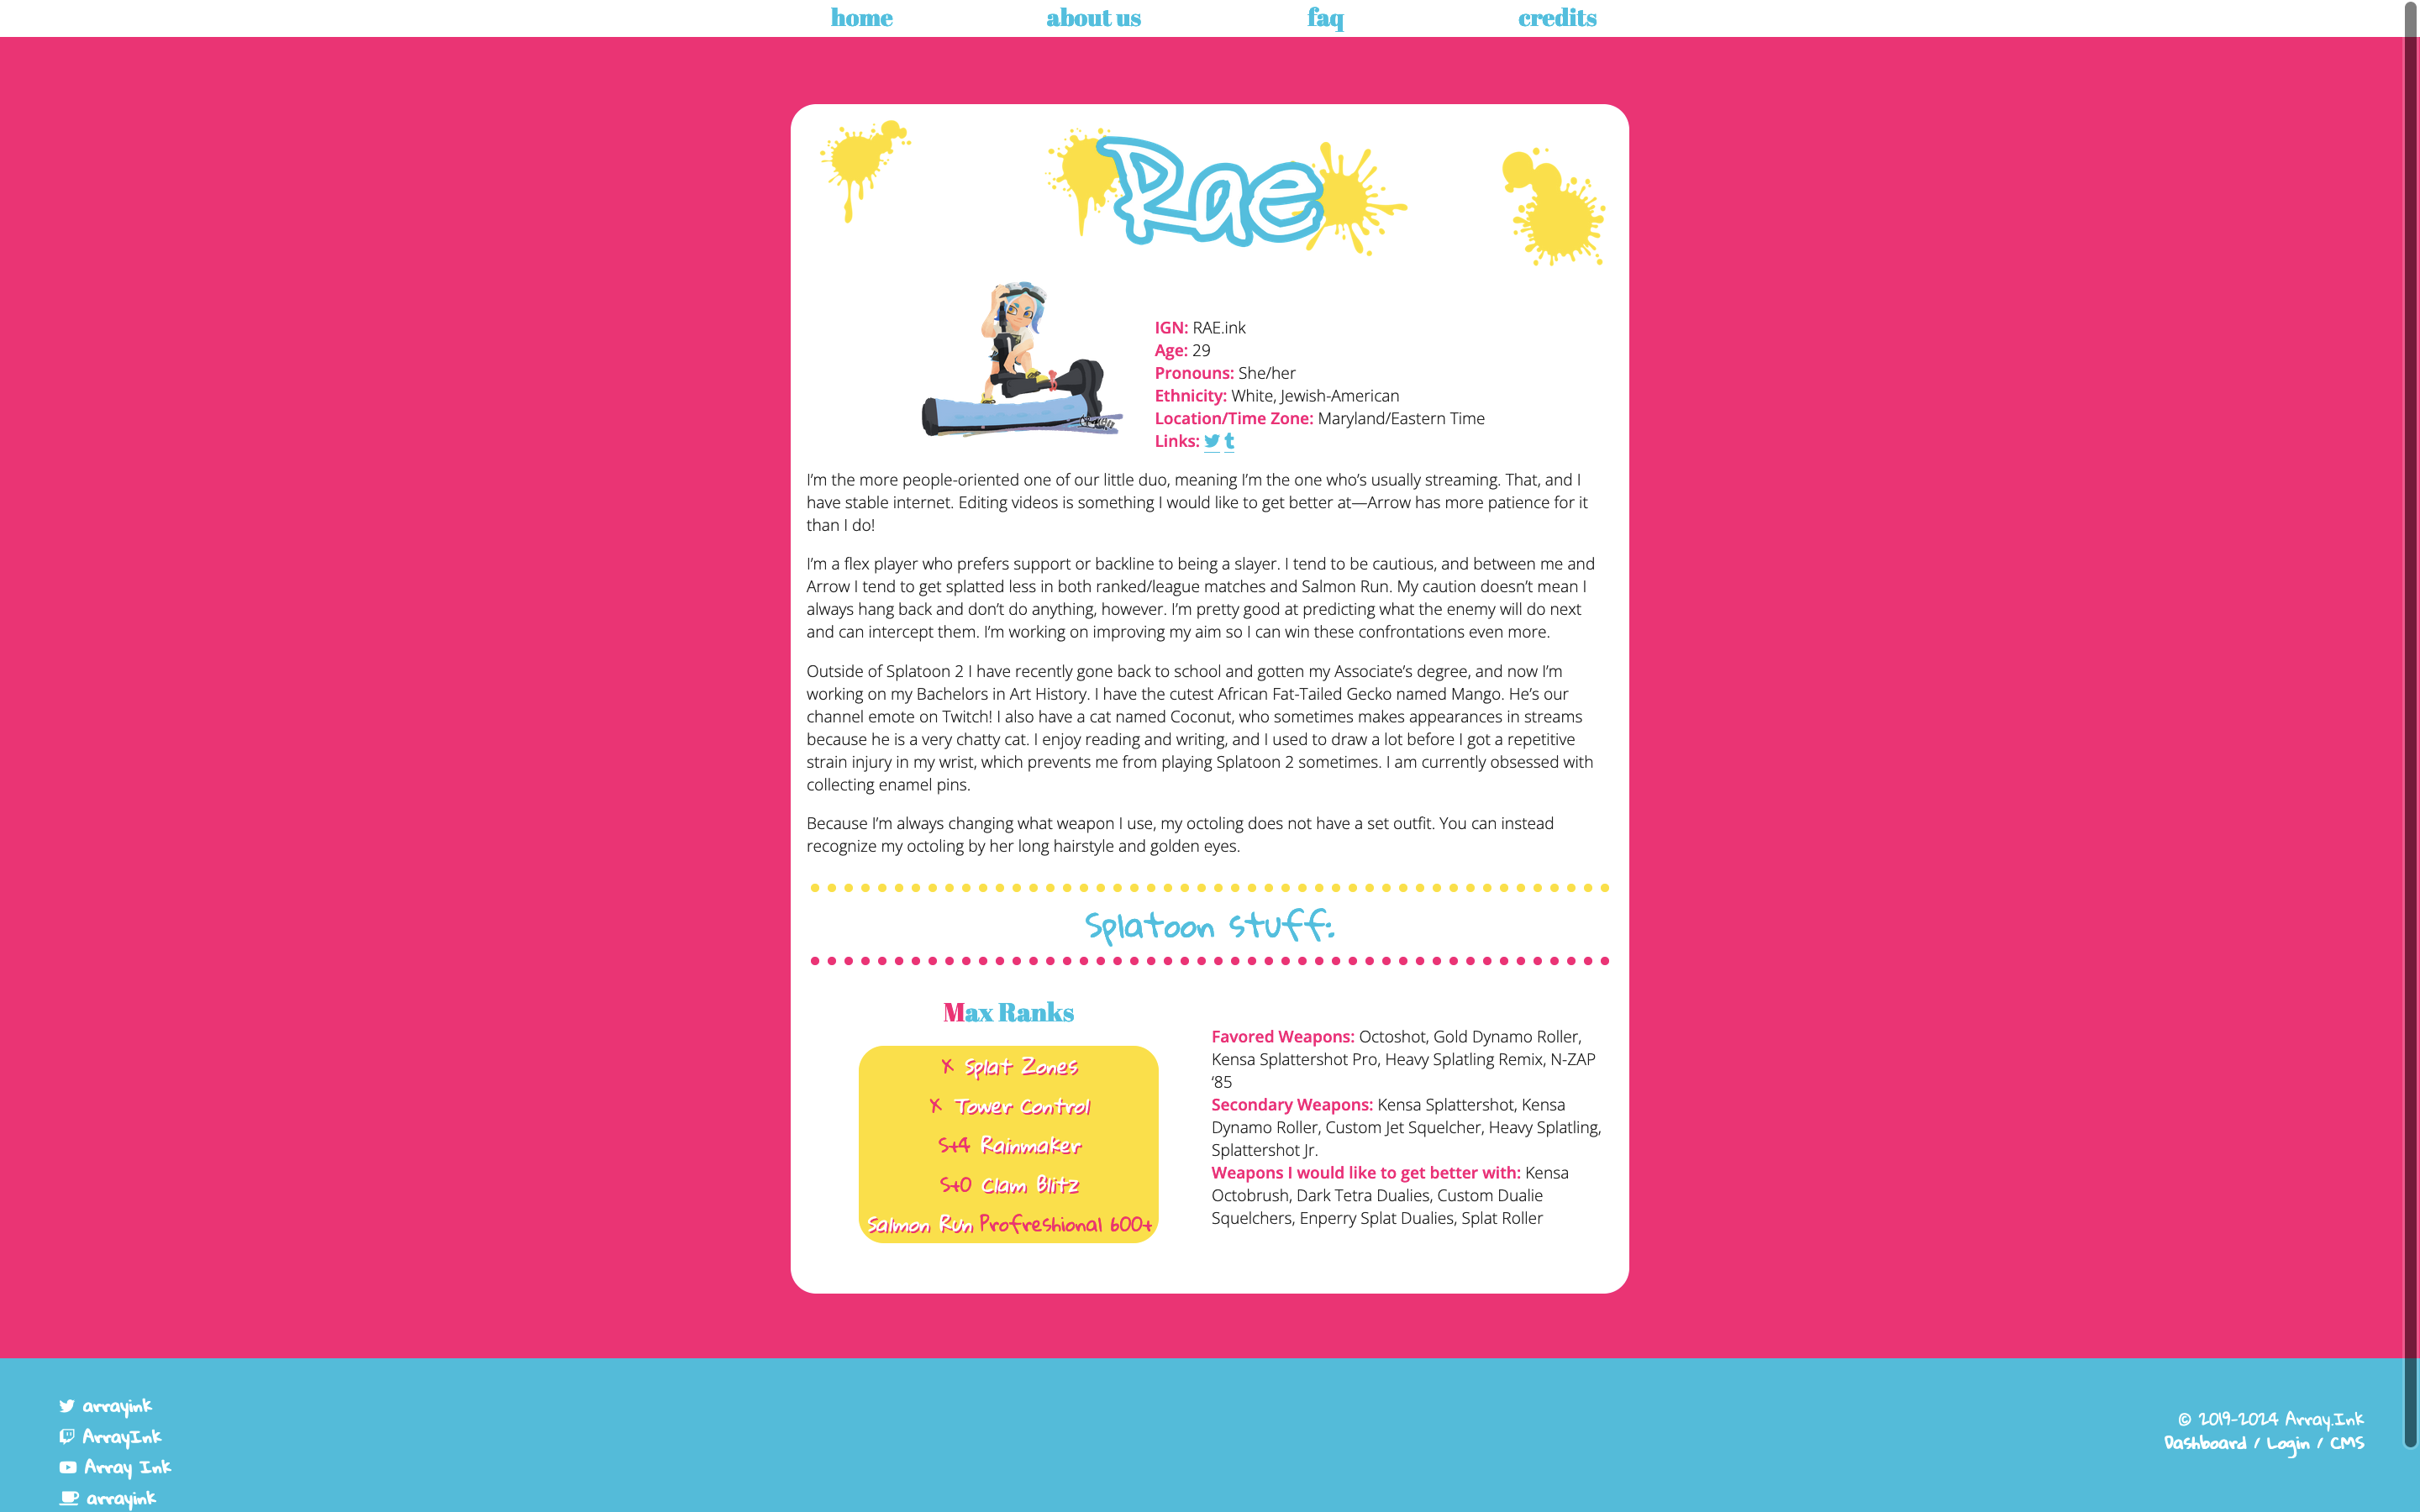 home about us faq credits
Rae
IGN: RAE.ink
Age: 29
Pronouns: She/her
Ethnicity: White, Jewish-American
Location/Time Zone: Maryland/Eastern Time
Links:
I’m the more people-oriented one of our little duo, meaning I’m the one who’s usually streaming. That, and I
have stable internet. Editing videos is something I would like to get better at—Arrow has more patience for it
than I do!
I’m a flex player who prefers support or backline to being a slayer. I tend to be cautious, and between me and
Arrow I tend to get splatted less in both ranked/league matches and Salmon Run. My caution doesn’t mean I
always hang back and don’t do anything, however. I’m pretty good at predicting what the enemy will do next
and can intercept them. I’m working on improving my aim so I can win these confrontations even more.
Outside of Splatoon 2 I have recently gone back to school and gotten my Associate’s degree, and now I’m
working on my Bachelors in Art History. I have the cutest African Fat-Tailed Gecko named Mango. He’s our
channel emote on Twitch! I also have a cat named Coconut, who sometimes makes appearances in streams
because he is a very chatty cat. I enjoy reading and writing, and I used to draw a lot before I got a repetitive
strain injury in my wrist, which prevents me from playing Splatoon 2 sometimes. I am currently obsessed with
collecting enamel pins.
Because I’m always changing what weapon I use, my octoling does not have a set outfit. You can instead
recognize my octoling by her long hairstyle and golden eyes.
Splatoon stuff:
Max Ranks
X Splat Zones
X Tower Control
S+4 Rainmaker
S+0 Clam Blitz
Salmon Run Profreshional 600+
Favored Weapons: Octoshot, Gold Dynamo Roller,
Kensa Splattershot Pro, Heavy Splatling Remix, N-ZAP
‘85
Secondary Weapons: Kensa Splattershot, Kensa
Dynamo Roller, Custom Jet Squelcher, Heavy Splatling,
Splattershot Jr.
Weapons I would like to get better with: Kensa
Octobrush, Dark Tetra Dualies, Custom Dualie
Squelchers, Enperry Splat Dualies, Splat Roller
arrayink
ArrayInk
Array Ink
arrayink
© 2019-2024 Array.Ink
Dashboard / Login / CMS